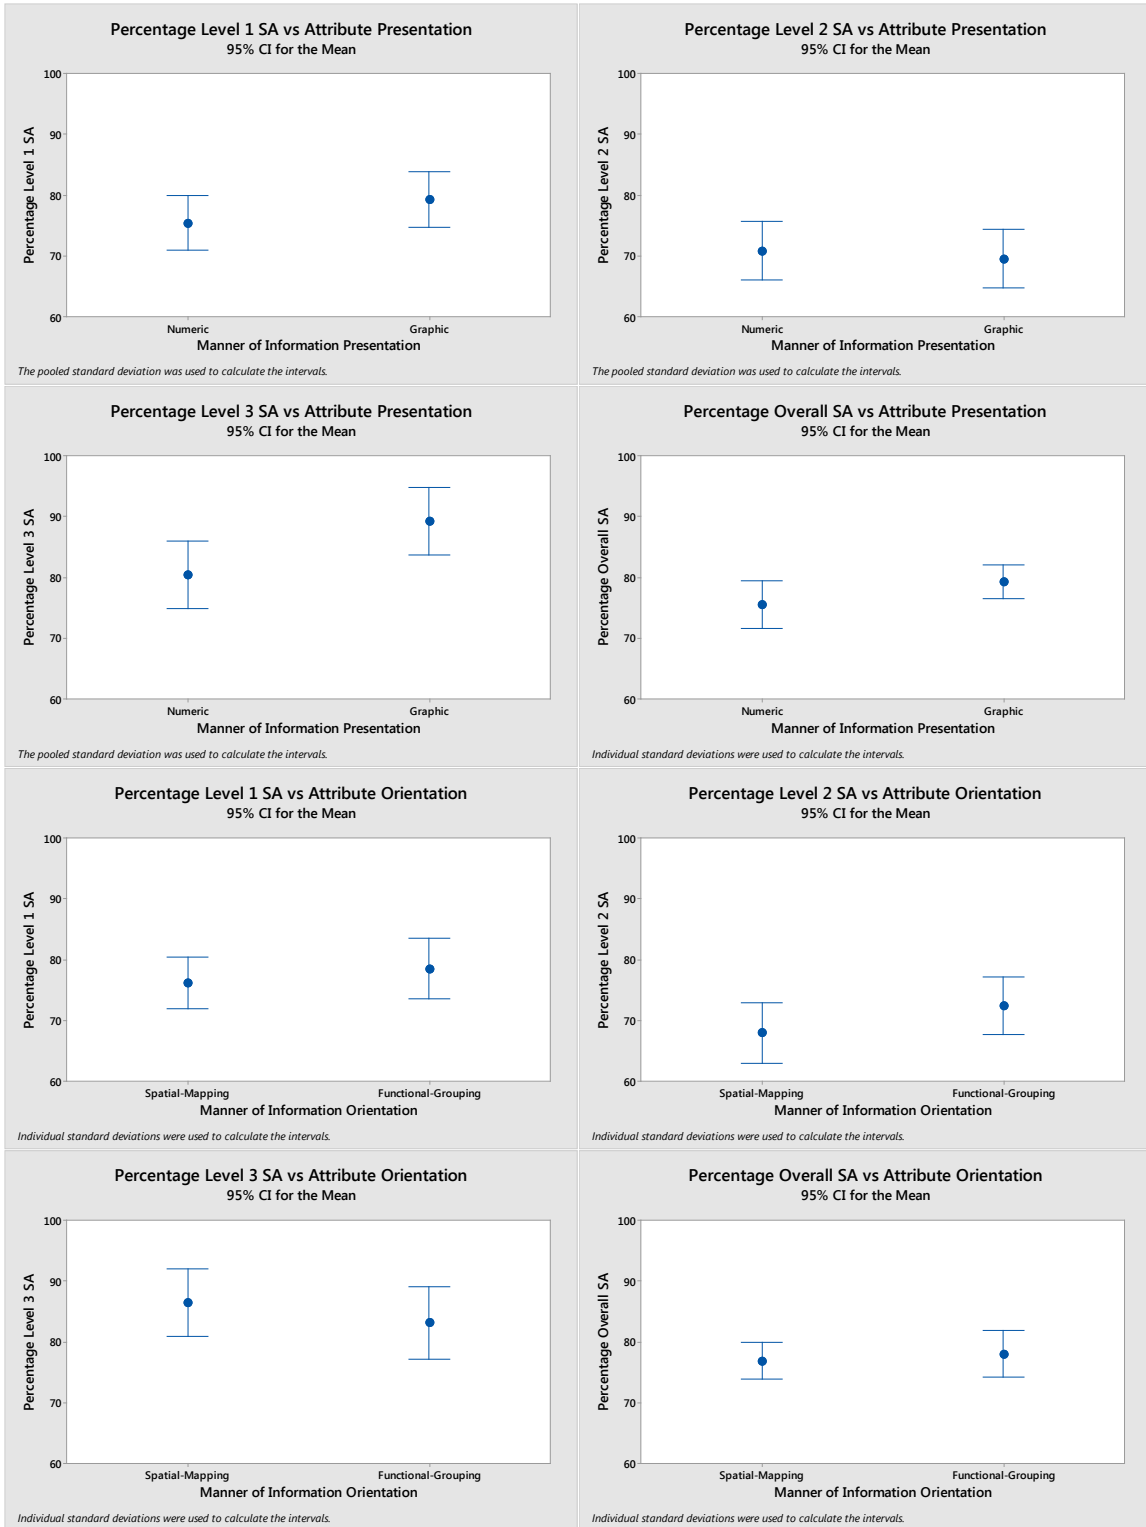 Percentage Level 1 SA vs Attribute Presentation
95% CI for the Mean
Percentage Level 1 SA
100
90
80
70
60
Numeric
Graphic
Manner of Information Presentation
The pooled standard deviation was used to calculate the intervals.
Percentage Level 2 SA vs Attribute Presentation
95% CI for the Mean
Percentage Level 2 SA
100
90
80
70
60
Numeric
Graphic
Manner of Information Presentation
The pooled standard deviation was used to calculate the intervals.
Percentage Level 3 SA vs Attribute Presentation
95% CI for the Mean
Percentage Level 3 SA
100
90
80
70
60
Numeric
Graphic
Manner of Information Presentation
The pooled standard deviation was used to calculate the intervals.
Percentage Overall SA vs Attribute Presentation
95% CI for the Mean
Percentage Overall SA
100
90
80
70
60
Numeric
Graphic
Manner of Information Presentation
Individual standard deviations were used to calculate the intervals.
Percentage Level 1 SA vs Attribute Orientation
95% CI for the Mean
Percentage Level 1 SA
100
90
80
70
60
Spatial-Mapping
Functional-Grouping
Manner of Information Orientation
Individual standard deviations were used to calculate the intervals.
Percentage Level 2 SA vs Attribute Orientation
95% CI for the Mean
Percentage Level 2 SA
100
90
80
70
60
Spatial-Mapping
Functional-Grouping
Manner of Information Orientation
Individual standard deviations were used to calculate the intervals.
Percentage Level 3 SA vs Attribute Orientation
95% CI for the Mean
Percentage Level 3 SA
100
90
80
70
60
Spatial-Mapping
Functional-Grouping
Manner of Information Orientation
Individual standard deviations were used to calculate the intervals.
Percentage Overall SA vs Attribute Orientation
95% CI for the Mean
Percentage Overall SA
100
90
80
70
60
Spatial-Mapping
Functional-Grouping
Manner of Information Orientation
Individual standard deviations were used to calculate the intervals.